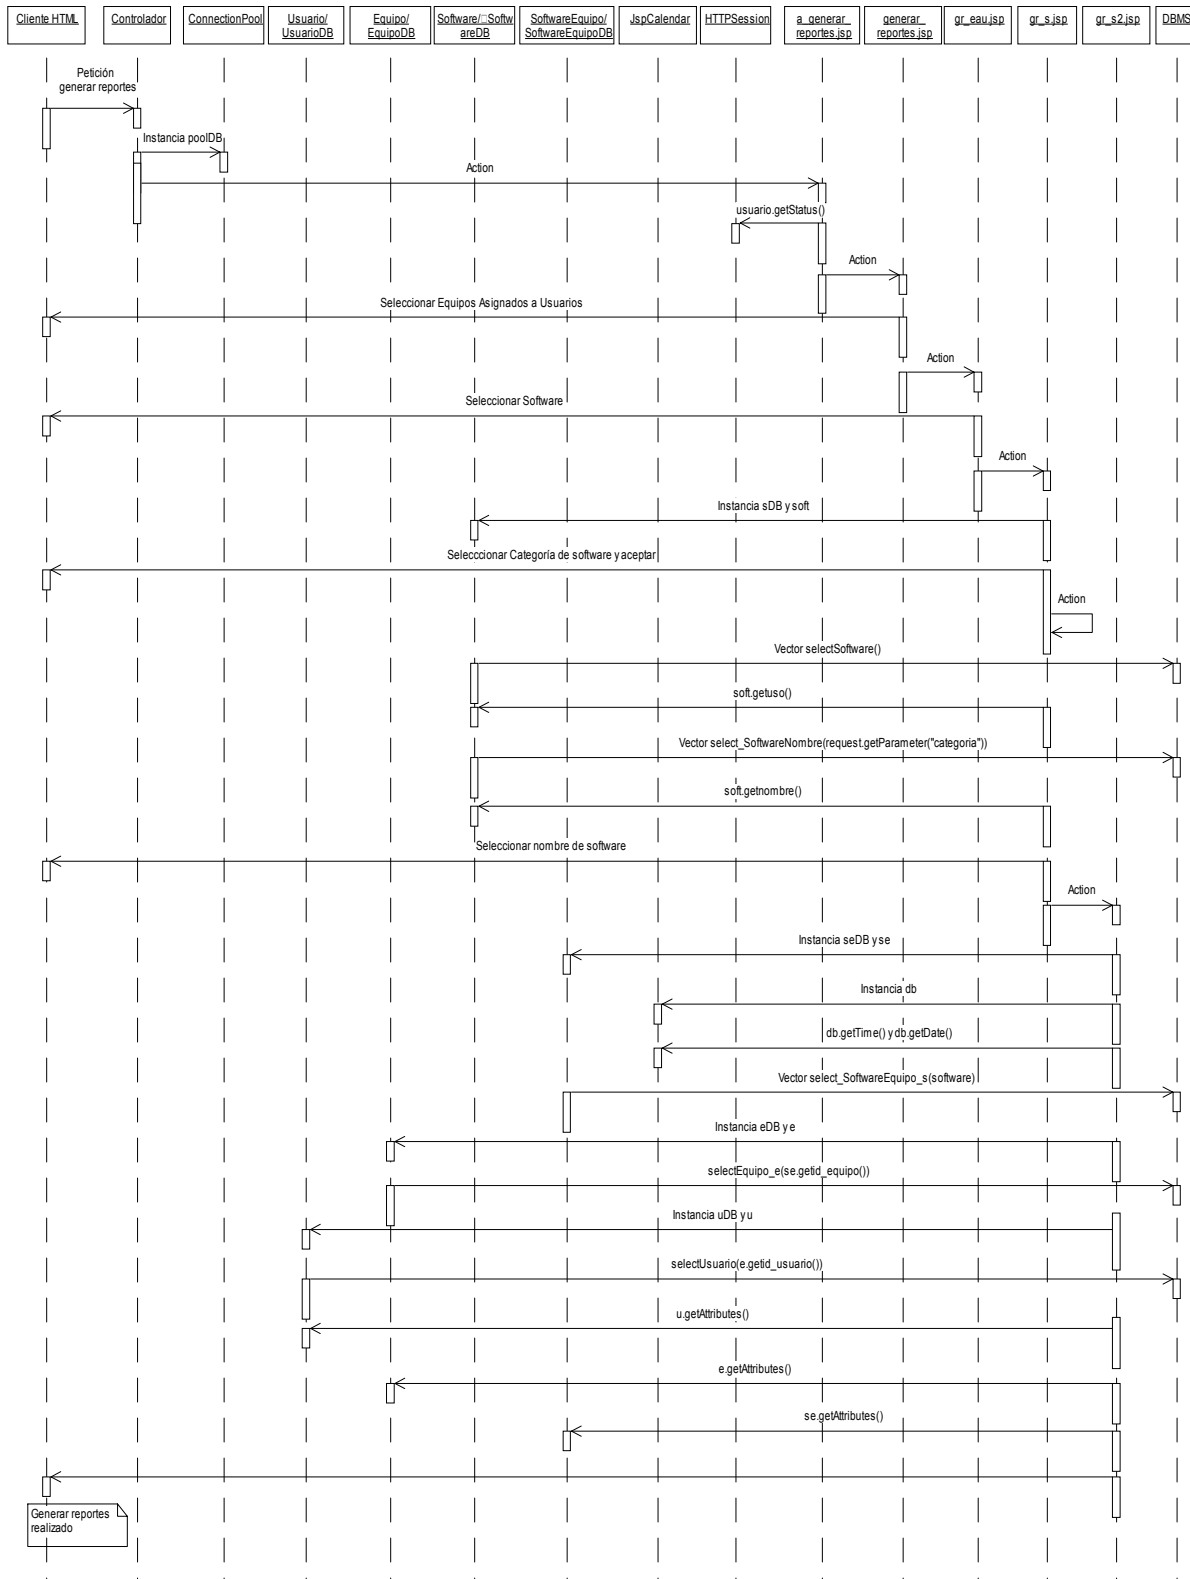 Cliente HTML
Controlador
ConnectionPool
Usuario/
UsuarioDB
Equipo/
EquipoDB
Software/□Softw
areDB
SoftwareEquipo/
SoftwareEquipoDB
JspCalendar
HTTPSession
a_generar_
reportes.jsp
generar_
reportes.jsp
gr_eau.jsp
gr_s.jsp
gr_s2.jsp
DBMS
Petición
generar reportes
Instancia poolDB
Action
usuario.getStatus()
Action
Seleccionar Equipos Asignados a Usuarios
Action
Seleccionar Software
Action
Instancia sDB y soft
Selecccionar Categoría de software y aceptar
Action
Vector selectSoftware()
soft.getuso()
Vector select_SoftwareNombre(request.getParameter("categoria"))
soft.getnombre()
Seleccionar nombre de software
Action
Instancia seDB y se
Instancia db
db.getTime() y db.getDate()
Vector select_SoftwareEquipo_s(software)
Instancia eDB y e
selectEquipo_e(se.getid_equipo())
Instancia uDB y u
selectUsuario(e.getid_usuario())
u.getAttributes()
e.getAttributes()
se.getAttributes()
Generar reportes
realizado